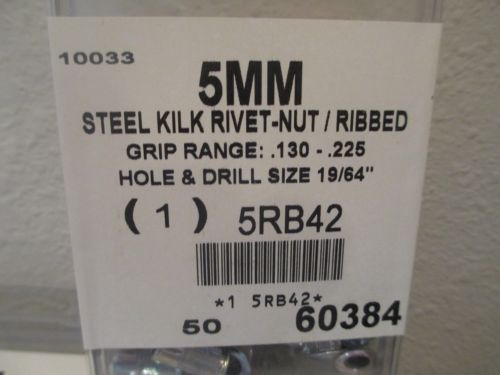 10033
5MM
STEEL KILK RIVET-NUT / RIBBED
GRIP RANGE: .130 - .225
HOLE & DRILL SIZE 19/64"
( 1 ) 5RB42
*1 5RB42*
50 60384